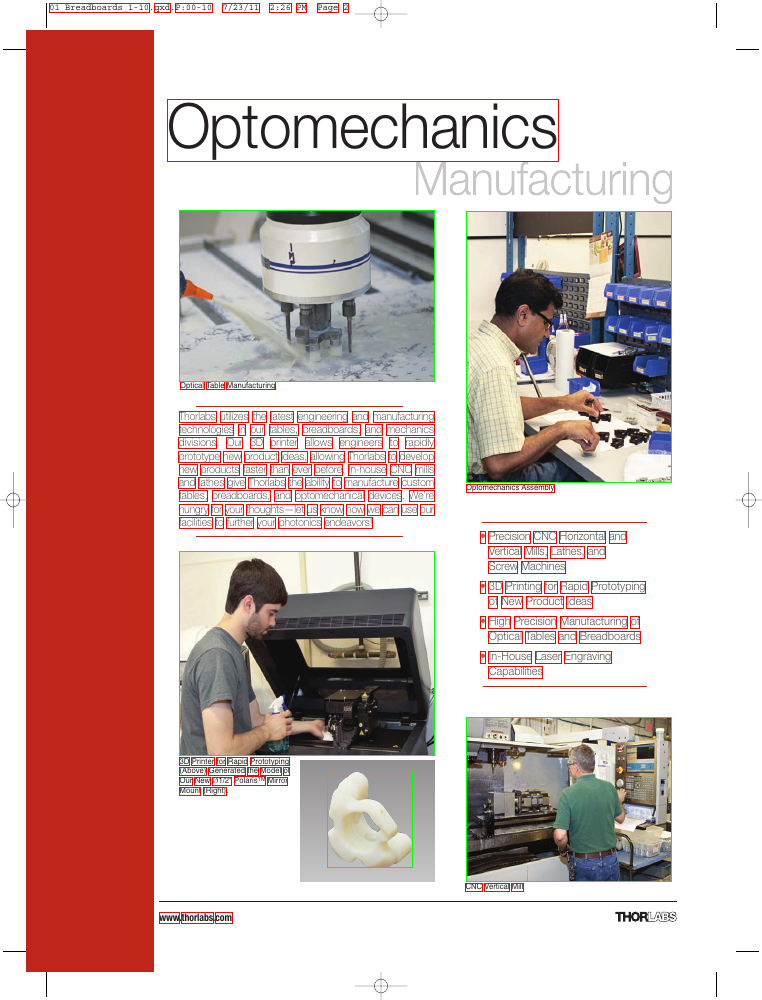 01 Breadboards 1-10.gxd P:00-10 7/23/11 2:26 PM Page 2
Optomechanics
Manufacturing
Optical Table Manufacturing
Thorlabs utilizes the latest engineering and manufacturing
technologies in our tables, breadboards, and mechanics
divisions. Our 3D printer allows engineers to rapidly
prototype new product ideas, allowing Thorlabs to develop
new products faster than ever before. In-house CNC mills
and lathes give Thorlabs the ability to manufacture custom
tables, breadboards, and optomechanical devices. We're
hungry for your thoughts—let us know how we can use our
facilities to further your photonics endeavors!
3D Printer for Rapid Prototyping
(Above) Generated the Model of
Our New Ø1/2" Polaris™ Mirror
Mount (Right).
Optomechanics Assembly
• Precision CNC Horizontal and
Vertical Mills, Lathes, and
Screw Machines
• 3D Printing for Rapid Prototyping
of New Product Ideas
• High Precision Manufacturing of
Optical Tables and Breadboards
• In-House Laser Engraving
Capabilities
CNC Vertical Mill
www.thorlabs.com
THORLABS